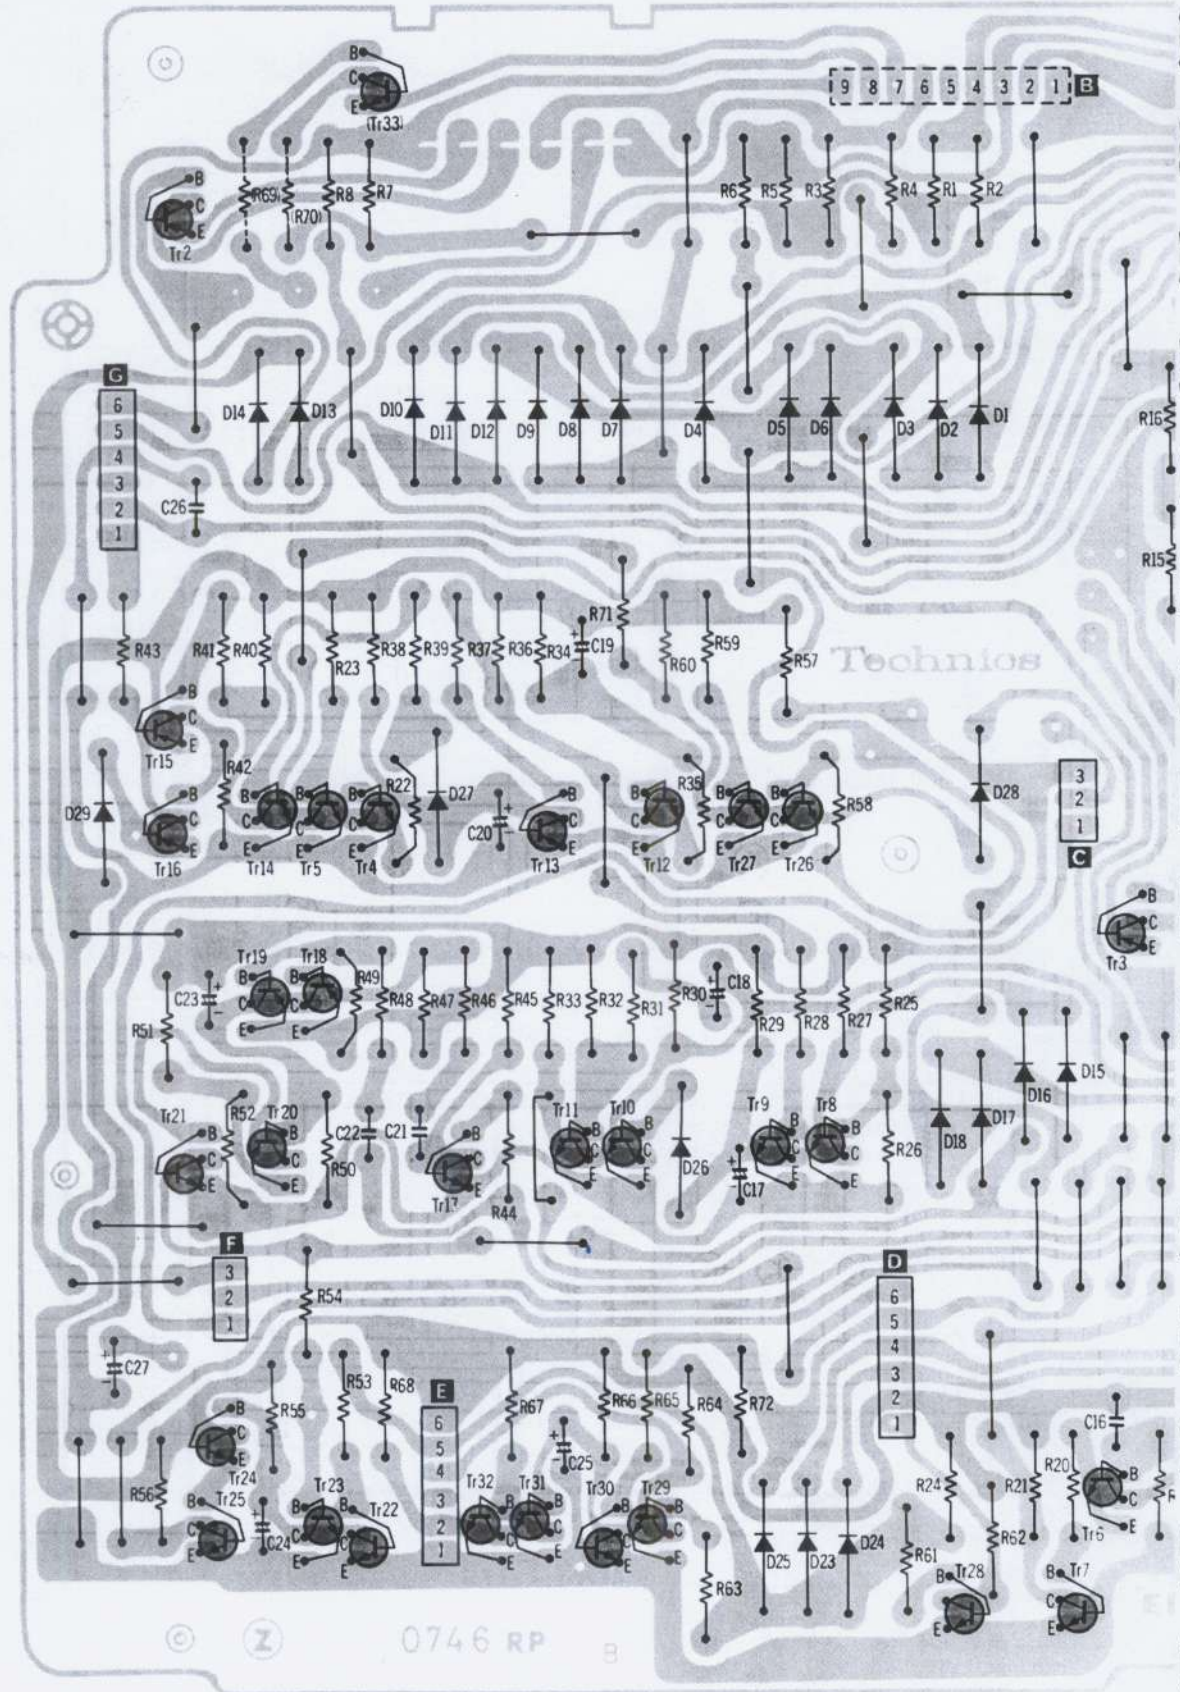 B
C
E
(Tr33)
9 8 7 6 5 4 3 2 1 B
B
C
E
Tr2
R69) (R70) R8 R7
R6 R5 R3 R4 R1 R2
G
6
5
4
3
2
1
D14 D13 D10 D11 D12 D9 D8 D7 D4 D5 D6 D3 D2 D1
R16
C26
R15
R43 R41 R40 R23 R38 R39 R37 R36 R34 C19 R71 R60 R59 R57
Technics
B
C
E
Tr15
R42
D29
B
C
E
Tr16
B
C
E
Tr14
B
C
E
Tr5
B
C
E
Tr4
R22
D27
C20
B
C
E
Tr13
B
C
E
Tr12
R35
B
C
E
Tr27
B
C
E
Tr26
R58
D28
3
2
1
C
B
C
E
Tr3
R51 C23
Tr19
B
C
E
Tr18
B
C
E
R49 R48 R47 R46 R45 R33 R32 R31 R30 C18 R29 R28 R27 R25
D16 D15
Tr21
B
C
E
R52
Tr20
B
C
E
R50 C22 C21
B
C
E
Tr17
R44
Tr11
B
C
E
Tr10
B
C
E
D26
C17
Tr9
B
C
E
Tr8
B
C
E
R26 D18 D17
F
3
2
1
R54
D
6
5
4
3
2
1
C27
R55 R53 R68
E
6
5
4
3
2
1
R67 C25 R66 R65 R64 R72
B
C
E
Tr24
R56
Tr25
B
C
E
C24
Tr23
B
C
E
Tr22
B
C
E
Tr32
B
C
E
Tr31
B
C
E
Tr30
B
C
E
Tr29
B
C
E
R63
D25 D23 D24
R61
R24 R62 R21 R20
C16
B
C
E
Tr6
R
Tr28
B
C
E
Tr7
B
C
E
Z
0746 RP
B